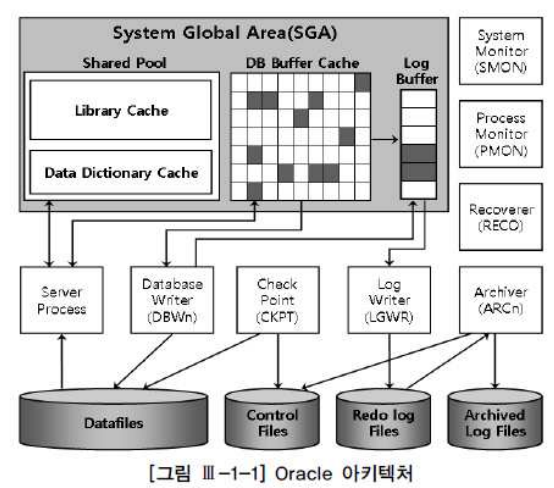 System Global Area(SGA)
Shared Pool
DB Buffer Cache
Log
Buffer
Library Cache
Data Dictionary Cache
System
Monitor
(SMON)
Process
Monitor
(PMON)
Recoverer
(RECO)
Server
Process
Database
Writer
(DBWn)
Check
Point
(CKPT)
Log
Writer
(LGWR)
Archiver
(ARCn)
Datafiles
Control
Files
Redo log
Files
Archived
Log Files
[그림 Ⅲ-1-1] Oracle 아키텍처